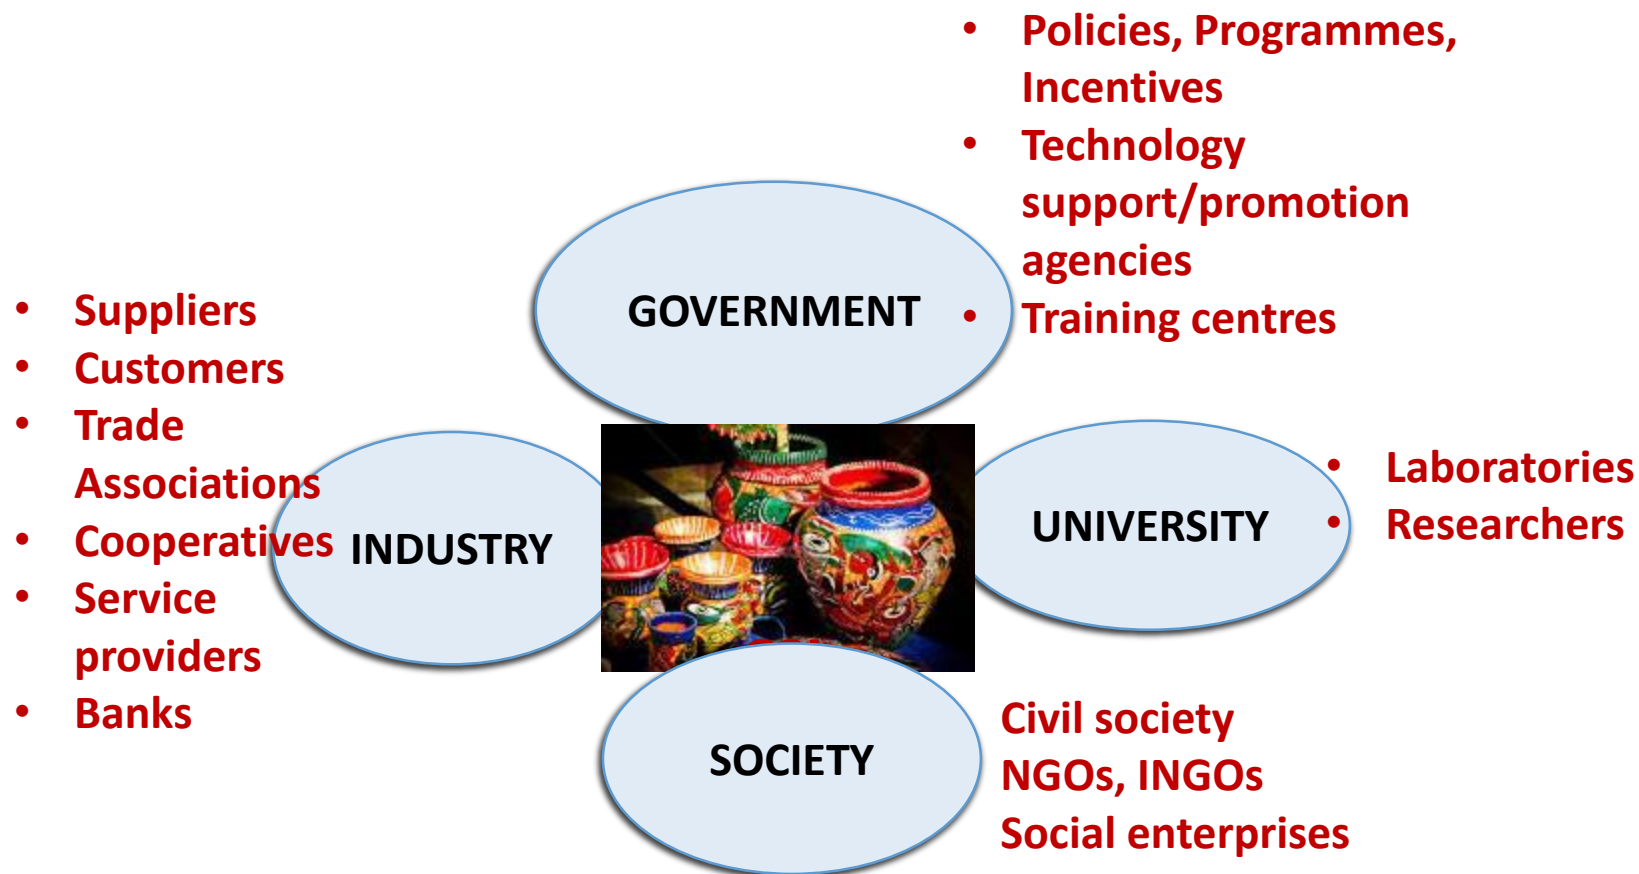 • Policies, Programmes,
Incentives
• Technology
support/promotion
agencies
• Training centres
GOVERNMENT
• Suppliers
• Customers
• Trade
Associations
• Cooperatives
• Service
providers
• Banks
INDUSTRY
UNIVERSITY
• Laboratories
• Researchers
SOCIETY
Civil society
NGOs, INGOs
Social enterprises